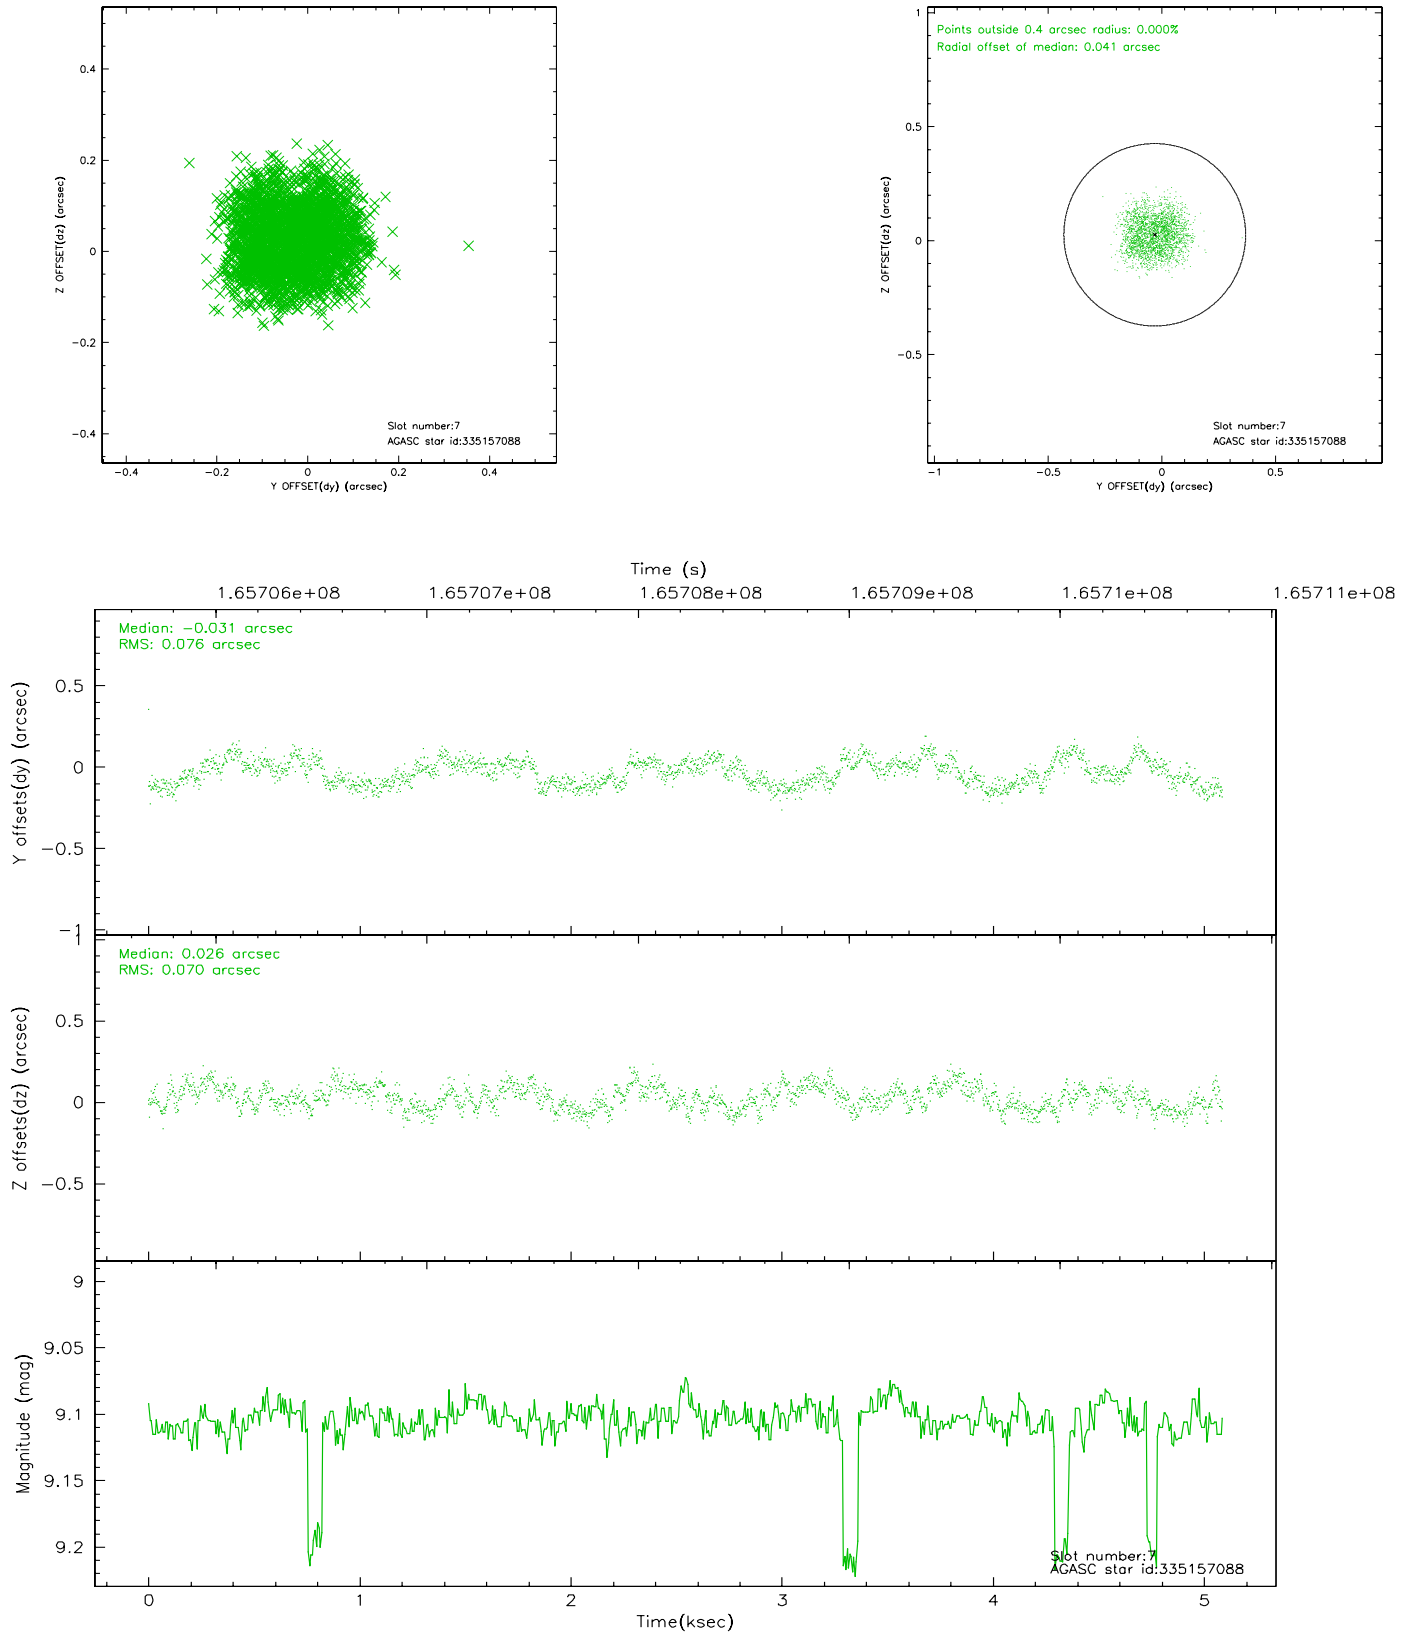 0.4
0.2
0
−0.2
−0.4
Z OFFSET(dz) (arcsec)
Slot number:7
AGASC star id:335157088
−0.4
−0.2
0
0.2
0.4
Y OFFSET(dy) (arcsec)
Points outside 0.4 arcsec radius: 0.000%
Radial offset of median: 0.041 arcsec
1
0.5
0
−0.5
Z OFFSET(dz) (arcsec)
Slot number:7
AGASC star id:335157088
−1
−0.5
0
0.5
Y OFFSET(dy) (arcsec)
Time (s)
1.65706e+08
1.65707e+08
1.65708e+08
1.65709e+08
1.6571e+08
1.65711e+08
Median: −0.031 arcsec
RMS: 0.076 arcsec
0.5
0
−0.5
−1
Y offsets(dy) (arcsec)
Median: 0.026 arcsec
RMS: 0.070 arcsec
1
0.5
0
−0.5
Z offsets(dz) (arcsec)
9
9.05
9.1
9.15
9.2
Magnitude (mag)
Slot number:7
AGASC star id:335157088
0
1
2
3
4
5
Time(ksec)